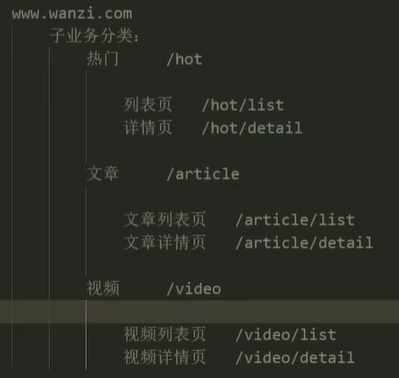 www.wanzi.com
子业务分类:
热门 /hot
列表页 /hot/list
详情页 /hot/detail
文章 /article
文章列表页 /article/list
文章详情页 /article/detail
视频 /video
视频列表页 /video/list
视频详情页 /video/detail